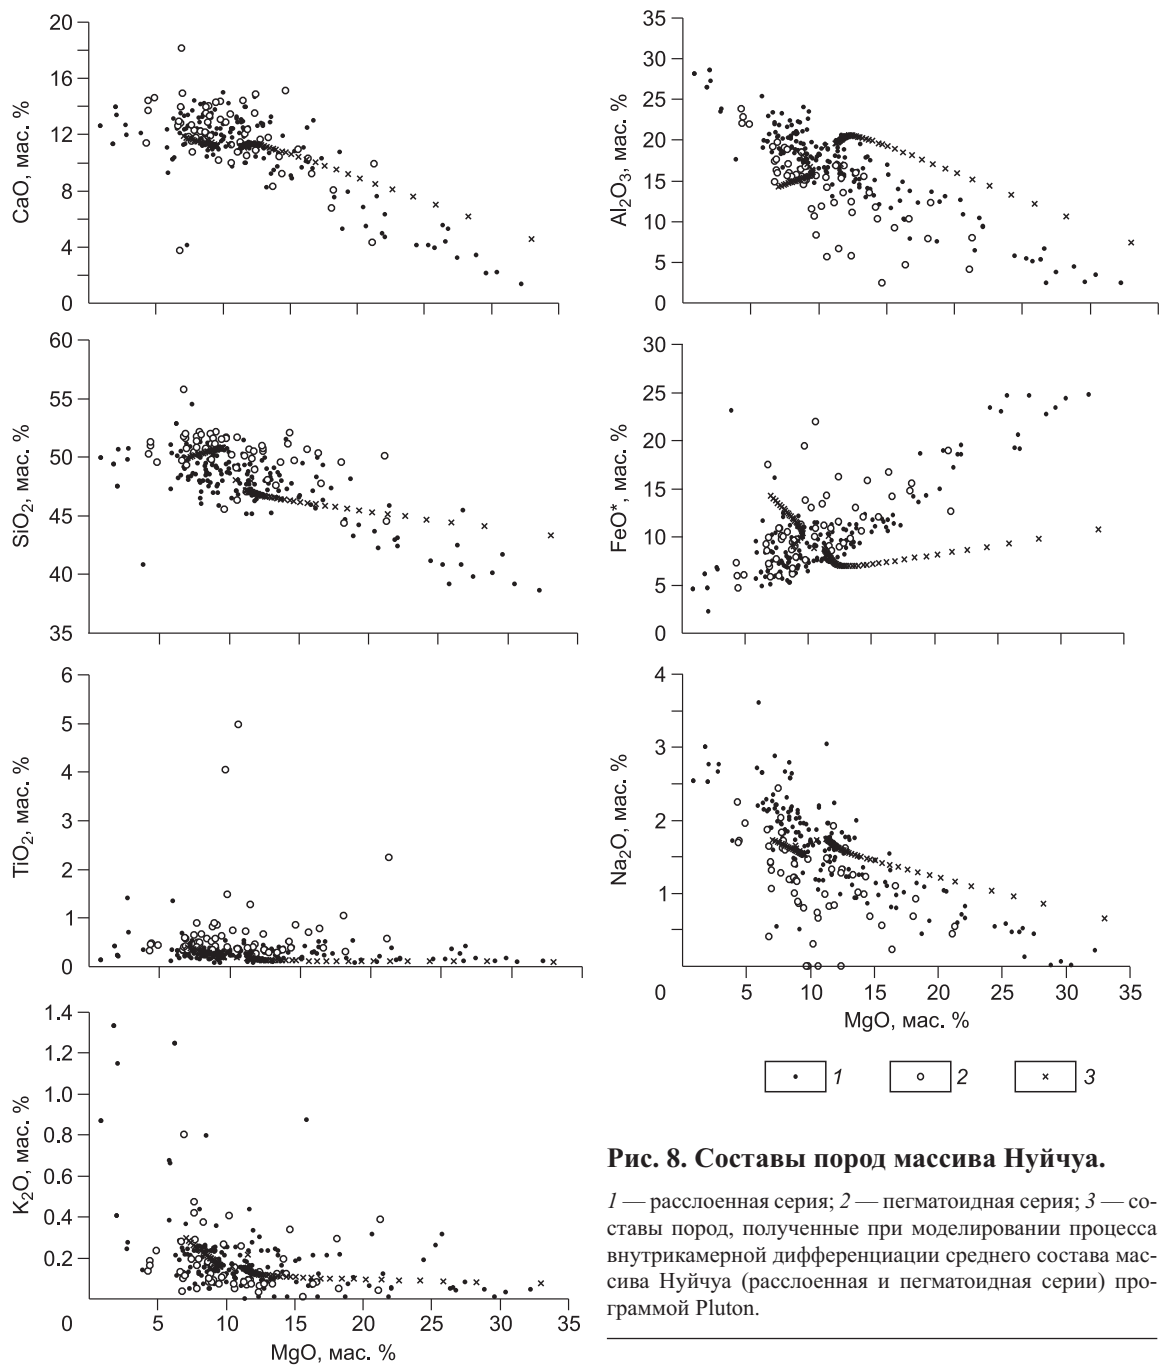 20
16
12
8
4
0
CaO, мас. %
35
30
25
20
15
10
5
0
Al₂O₃, мас. %
60
55
50
45
40
35
SiO₂, мас. %
30
25
20
15
10
5
0
FeO*, мас. %
6
5
4
3
2
1
0
TiO₂, мас. %
4
3
2
1
0
Na₂O, мас. %
5 10 15 20 25 30 35
MgO, мас. %
1.4
1.2
1.0
0.8
0.6
0.4
0.2
0
K₂O, мас. %
5 10 15 20 25 30 35
MgO, мас. %
1 2 3
Рис. 8. Составы пород массива Нуйчуа.
1 — расслоенная серия; 2 — пегматоидная серия; 3 — со-
ставы пород, полученные при моделировании процесса
внутрикамерной дифференциации среднего состава мас-
сива Нуйчуа (расслоенная и пегматоидная серии) про-
граммой Pluton.